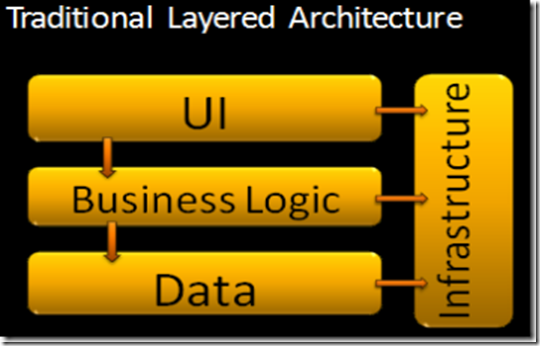 Traditional Layered Architecture
UI
Business Logic
Data
Infrastructure